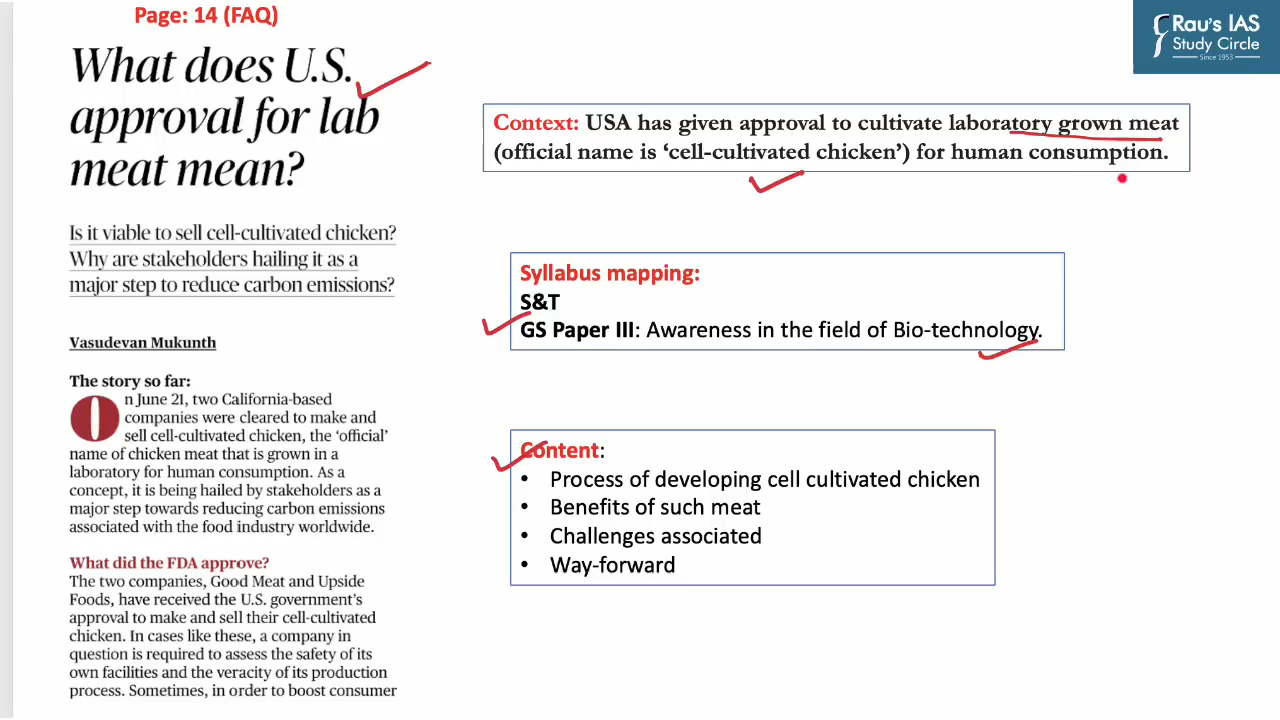 Page: 14 (FAQ)
What does U.S.
approval for lab
meat mean?
Is it viable to sell cell-cultivated chicken?
Why are stakeholders hailing it as a
major step to reduce carbon emissions?
Vasudevan Mukunth
The story so far:
On June 21, two California-based
companies were cleared to make and
sell cell-cultivated chicken, the ‘official’
name of chicken meat that is grown in a
laboratory for human consumption. As a
concept, it is being hailed by stakeholders as a
major step towards reducing carbon emissions
associated with the food industry worldwide.
What did the FDA approve?
The two companies, Good Meat and Upside
Foods, have received the U.S. government’s
approval to make and sell their cell-cultivated
chicken. In cases like these, a company in
question is required to assess the safety of its
own facilities and the veracity of its production
process. Sometimes, in order to boost consumer
Rau's IAS
Study Circle
Since 1953
Context: USA has given approval to cultivate laboratory grown meat
(official name is ‘cell-cultivated chicken’) for human consumption.
Syllabus mapping:
S&T
GS Paper III: Awareness in the field of Bio-technology.
Content:
• Process of developing cell cultivated chicken
• Benefits of such meat
• Challenges associated
• Way-forward